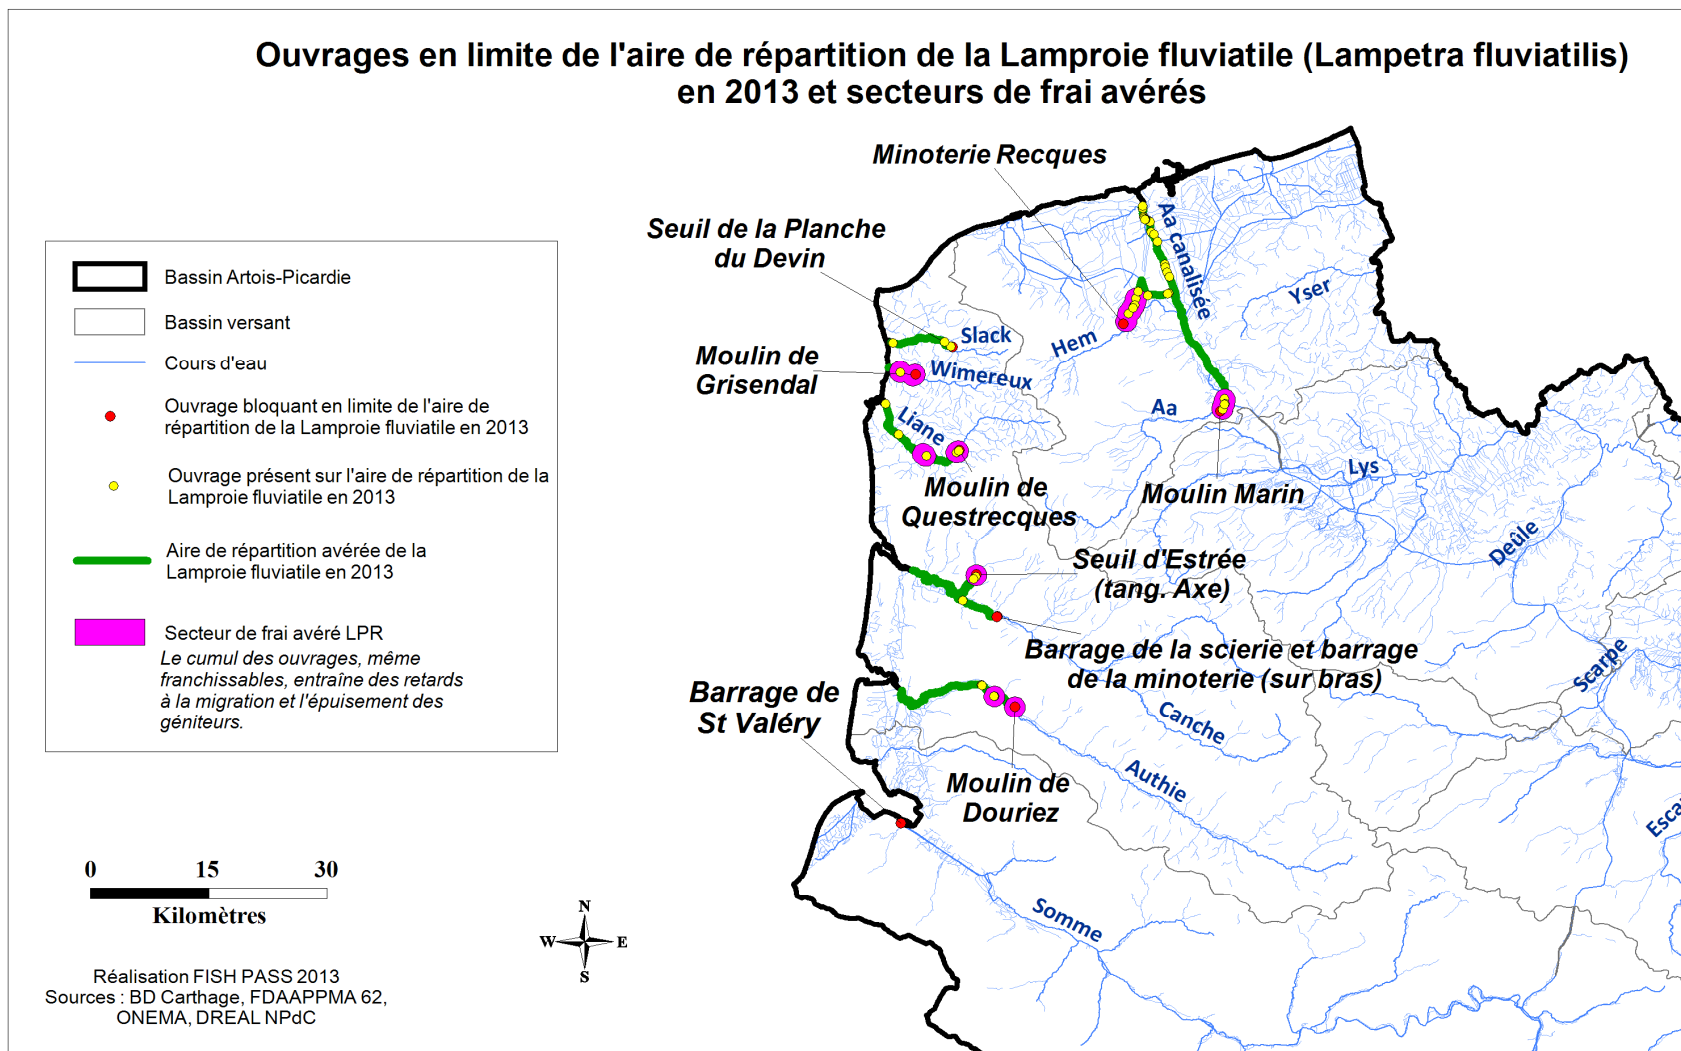 Ouvrages en limite de l'aire de répartition de la Lamproie fluviatile (Lampetra fluviatilis)
en 2013 et secteurs de frai avérés
Minoterie Recques
Seuil de la Planche
du Devin
Moulin de
Grisendal
Aa canalisée
Yser
Slack
Hem
Wimereux
Aa
Liane
Lys
Moulin de
Questrecques
Moulin Marin
Deûle
Seuil d'Estrée
(tang. Axe)
Barrage de la scierie et barrage
de la minoterie (sur bras)
Scarpe
Barrage de
St Valéry
Canche
Authie
Moulin de
Douriez
Somme
Bassin Artois-Picardie
Bassin versant
Cours d'eau
Ouvrage bloquant en limite de l'aire de
répartition de la Lamproie fluviatile en 2013
Ouvrage présent sur l'aire de répartition de la
Lamproie fluviatile en 2013
Aire de répartition avérée de la
Lamproie fluviatile en 2013
Secteur de frai avéré LPR
Le cumul des ouvrages, même
franchissables, entraîne des retards
à la migration et l'épuisement des
géniteurs.
0 15 30
Kilomètres
N
W E
S
Réalisation FISH PASS 2013
Sources : BD Carthage, FDAAPPMA 62,
ONEMA, DREAL NPdC